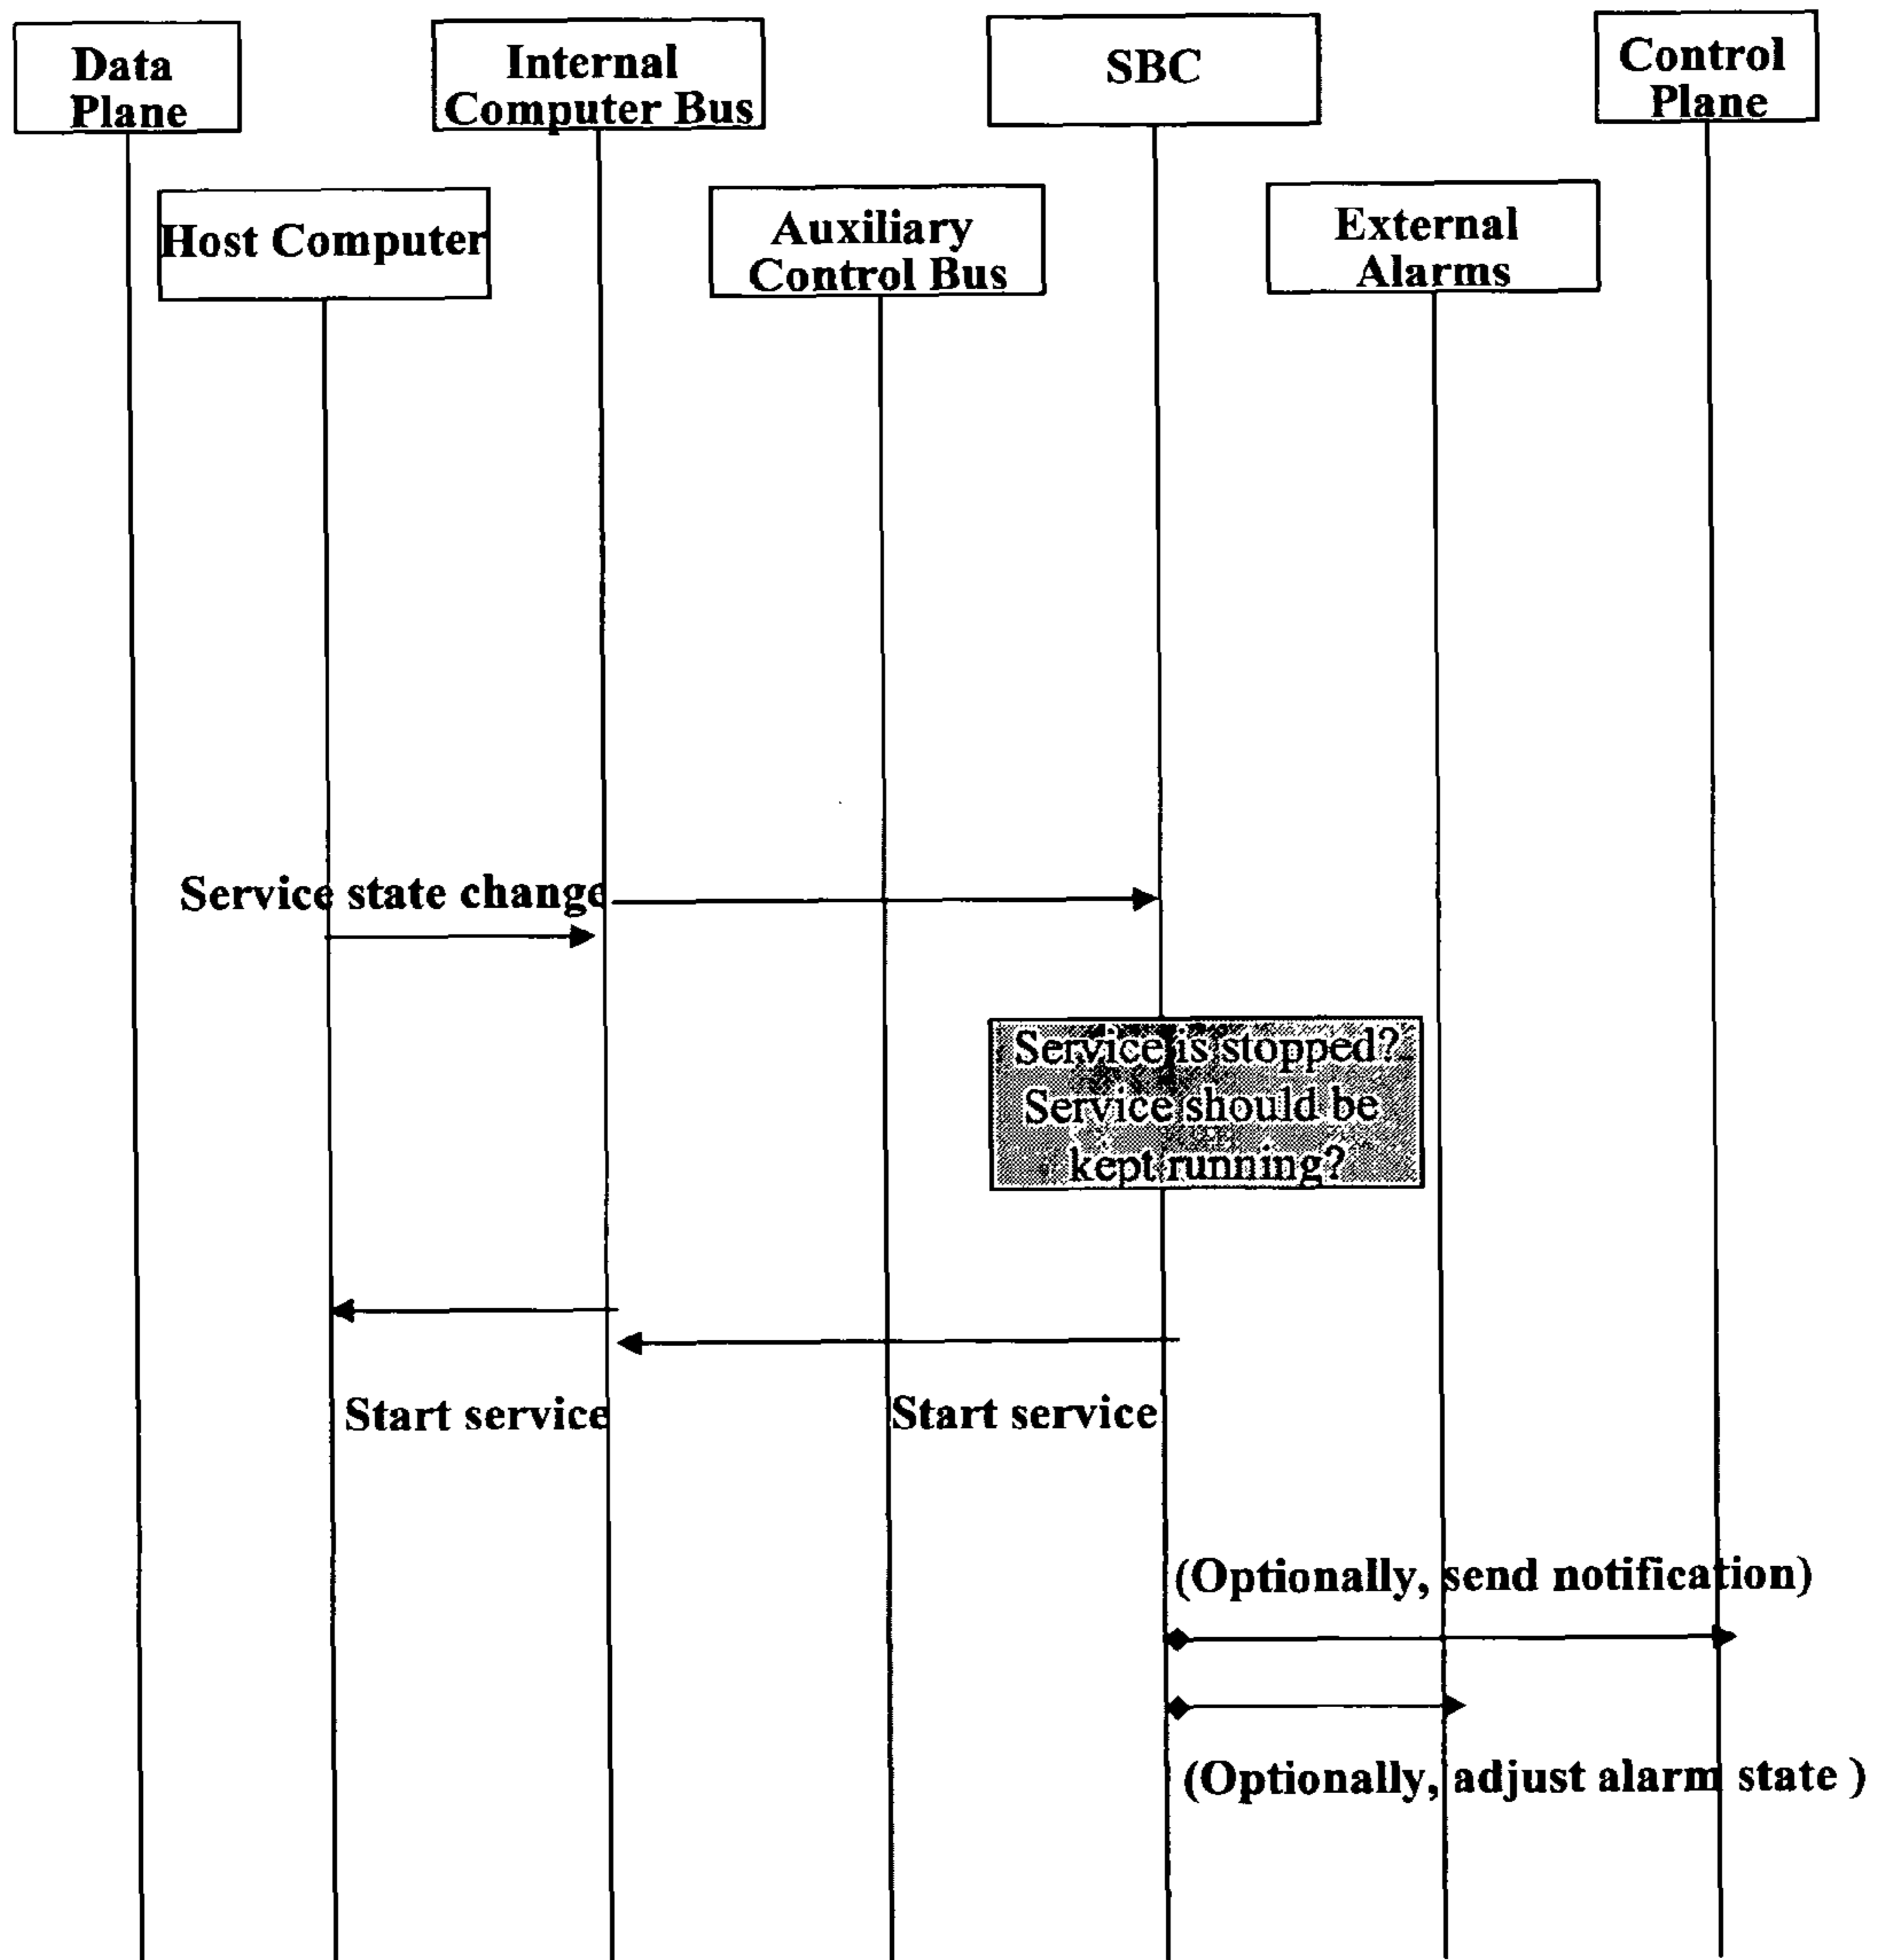 Data
Plane
Internal
Computer Bus
SBC
Control
Plane
Host Computer
Auxiliary
Control Bus
External
Alarms
Service state change
Service is stopped?
Service should be
kept running?
Start service
Start service
(Optionally, send notification)
(Optionally, adjust alarm state )